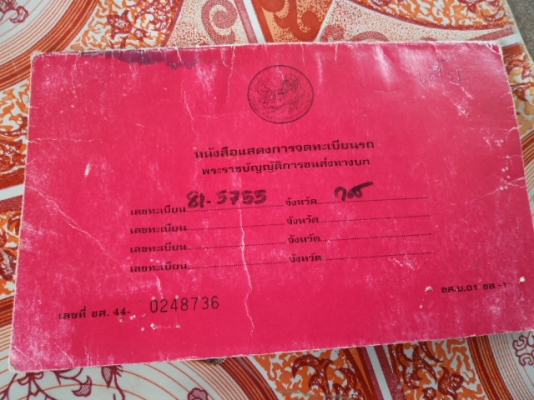 หนังสือแสดงการจดทะเบียนรถ
พระราชบัญญัติการขนส่งทางบก
เลขทะเบียน 81-5755 จังหวัด
เลขทะเบียน จังหวัด
เลขทะเบียน จังหวัด
เลขทะเบียน จังหวัด
เลขที่ ขส. 44- 0248736